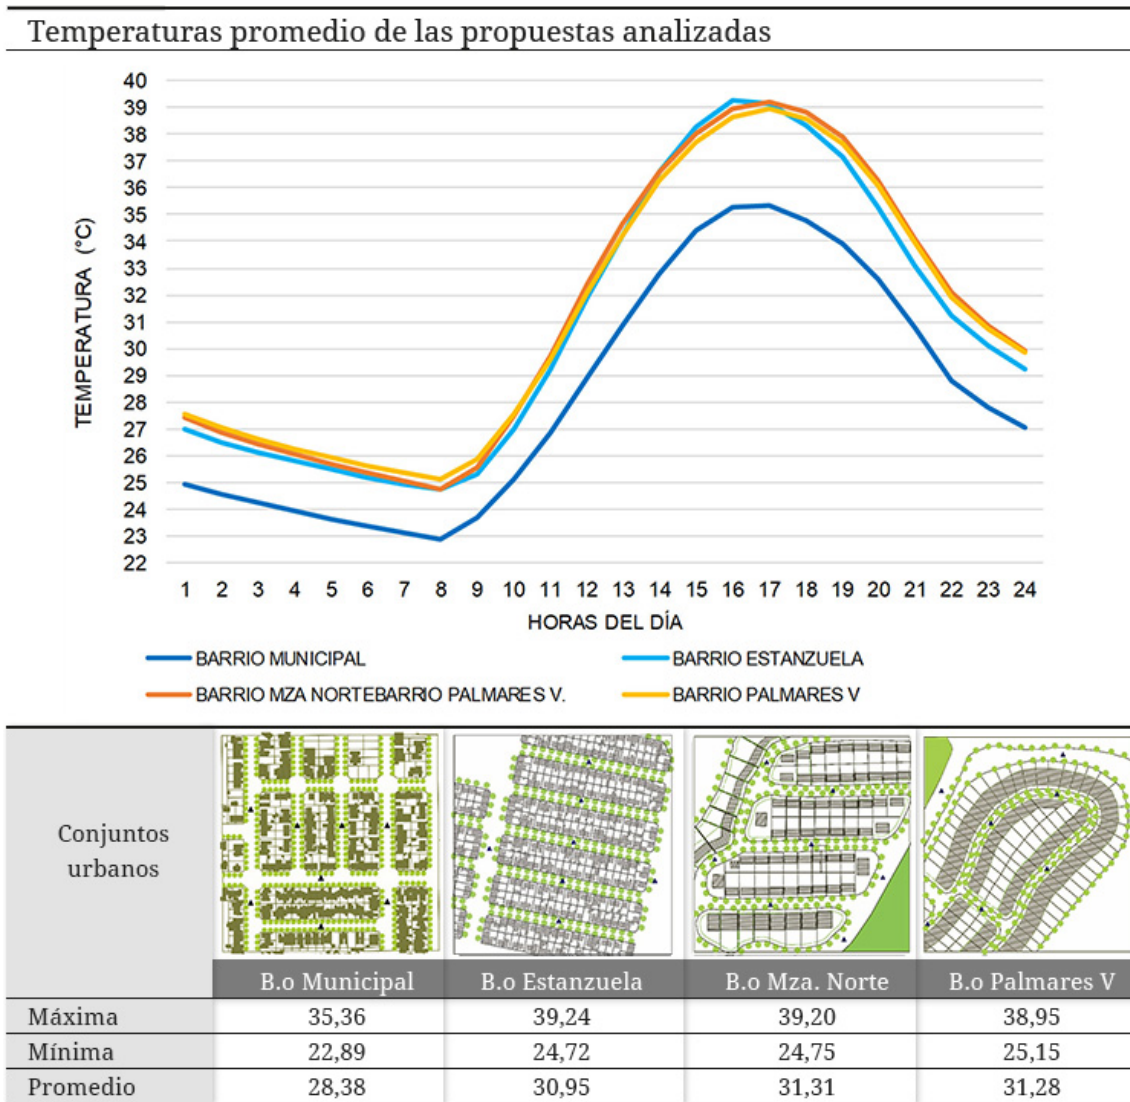 Temperaturas promedio de las propuestas analizadas
40
39
38
37
36
35
34
33
32
31
30
29
28
27
26
25
24
23
22
TEMPERATURA (°C)
1 2 3 4 5 6 7 8 9 10 11 12 13 14 15 16 17 18 19 20 21 22 23 24
HORAS DEL DÍA
BARRIO MUNICIPAL BARRIO ESTANZUELA
BARRIO MZA NORTEBARRIO PALMARES V. BARRIO PALMARES V
Conjuntos
urbanos
B.o Municipal B.o Estanzuela B.o Mza. Norte B.o Palmares V
Máxima 35,36 39,24 39,20 38,95
Mínima 22,89 24,72 24,75 25,15
Promedio 28,38 30,95 31,31 31,28